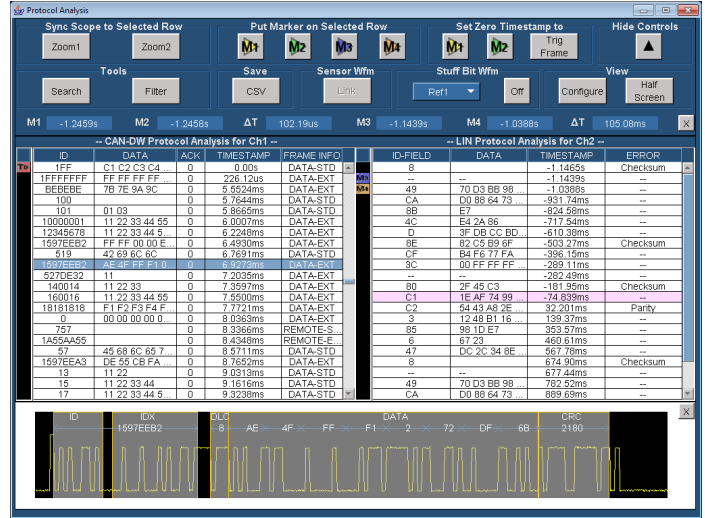 Protocol Analysis
Sync Scope to Selected Row Put Marker on Selected Row Set Zero Timestamp to Hide Controls
Zoom1 Zoom2 M1 M2 M3 M4 M1 M2 Trig Frame
Tools Save Sensor Wfm Stuff Bit Wfm View
Search Filter CSV Link Ref1 Off Configure Half Screen
M1 -1.2459s M2 -1.2458s ΔT 102.19us M3 -1.1439s M4 -1.0388s ΔT 105.08ms X
-- CAN-DW Protocol Analysis for Ch1 -- -- LIN Protocol Analysis for Ch2 --
ID DATA ACK TIMESTAMP FRAME INFO ID-FIELD DATA TIMESTAMP ERROR
1FF C1 C2 C3 C4 ... 0 0.00s DATA-STD 8 -1.1465s Checksum
1FFFFFFF FF FF FF FF ... 0 226.12us DATA-EXT M3 -- -- -1.1439s --
BEBEBE 7B 7E 9A 9C 0 5.5524ms DATA-EXT M4 49 70 D3 BB 98 ... -1.0388s --
100 0 5.7644ms DATA-STD CA D0 88 64 73 ... -931.74ms --
101 01 03 0 5.8665ms DATA-STD 8B E7 -824.58ms --
10000001 11 22 33 44 55 0 6.0007ms DATA-EXT 4C E4 2A 86 -717.54ms --
12345678 11 22 33 44 55 0 6.2248ms DATA-EXT D 3F DB CC BD... -610.38ms --
1597EEB2 FF FF 00 00 E... 0 6.4930ms DATA-EXT 8E 82 C5 B9 6F -503.27ms Checksum
519 42 69 6C 6C 0 6.7691ms DATA-STD CF B4 F6 77 FA -396.15ms --
1597EEB2 AE 4F FF F1 0... 0 6.9273ms DATA-EXT 3C 00 FF FF FF ... -289.11ms --
527DE32 11 0 7.2035ms DATA-EXT -- -- -282.49ms --
140014 11 22 33 0 7.3597ms DATA-EXT 80 2F 45 C3 -181.95ms Checksum
160016 11 22 33 44 55 0 7.5500ms DATA-EXT C1 1E AF 74 99 ... -74.839ms --
18181818 F1 F2 F3 F4 F... 0 7.7721ms DATA-EXT C2 54 43 A8 2E ... 32.201ms Parity
0 00 00 00 00 0... 0 8.0363ms DATA-EXT 3 12 48 B1 16 ... 139.37ms --
757 0 8.3366ms REMOTE-S... 85 98 1D E7 353.57ms --
1A55AA55 0 8.4348ms REMOTE-E... 6 67 23 460.61ms --
57 45 68 6C 65 7... 0 8.5711ms DATA-STD 47 DC 2C 34 8E ... 567.78ms --
1597EEA3 DE 55 CB FA ... 0 8.7652ms DATA-EXT 8 674.90ms Checksum
13 11 22 0 9.0313ms DATA-STD -- -- 677.44ms --
15 11 22 33 44 0 9.1616ms DATA-STD 49 70 D3 BB 98 ... 782.52ms --
17 11 22 33 44 5... 0 9.3238ms DATA-STD CA D0 88 64 73 ... 889.69ms --
ID IDX DLC DATA CRC X
1597EEB2 8 AE 4F FF F1 2 72 DF 6B 2180